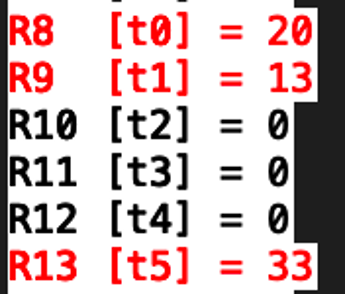 R8 [t0] = 20
R9 [t1] = 13
R10 [t2] = 0
R11 [t3] = 0
R12 [t4] = 0
R13 [t5] = 33